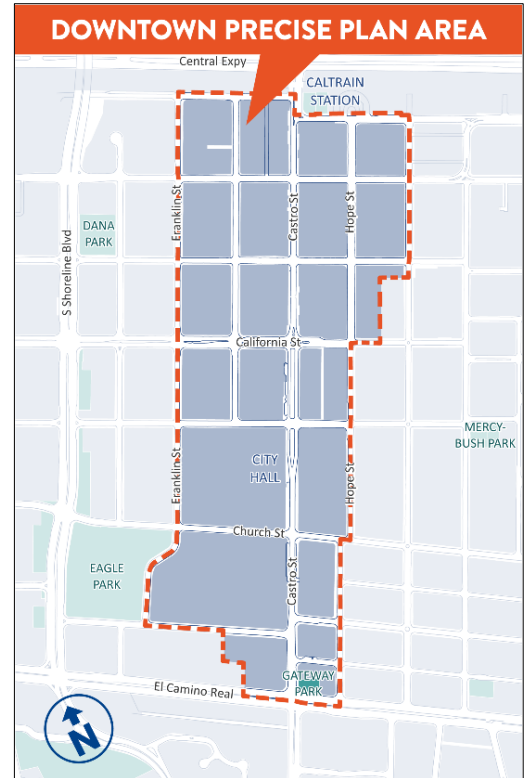 DOWNTOWN PRECISE PLAN AREA
Central Expy
CALTRAIN
STATION
Franklin St
Castro St
Hope St
DANA
PARK
S Shoreline Blvd
California St
MERCY-
BUSH PARK
CITY
HALL
Franklin St
Hope St
Church St
EAGLE
PARK
Castro St
GATEWAY
PARK
El Camino Real
N